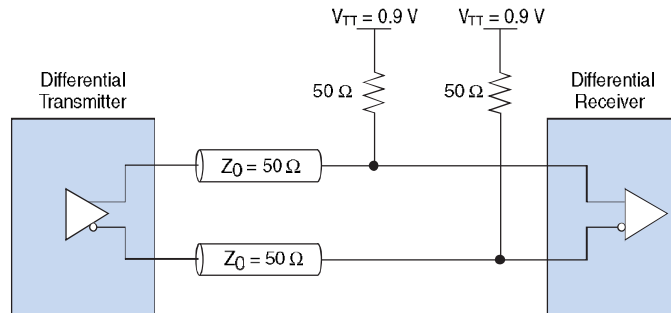 V_TT = 0.9 V V_TT = 0.9 V
Differential
Transmitter
50 Ω 50 Ω
Differential
Receiver
Z_0 = 50 Ω
Z_0 = 50 Ω